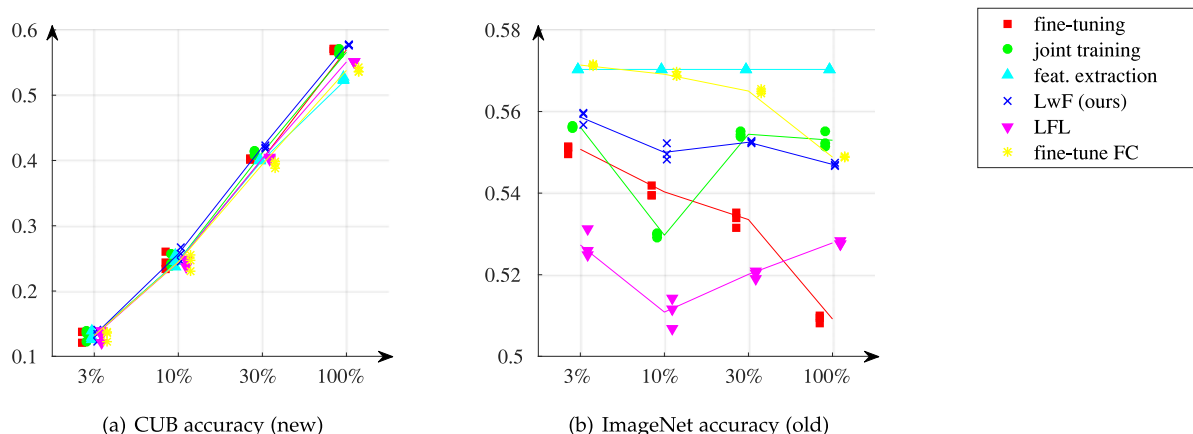 0.6
0.5
0.4
0.3
0.2
0.1
3%
10%
30%
100%
(a) CUB accuracy (new)
0.58
0.56
0.54
0.52
0.5
3%
10%
30%
100%
(b) ImageNet accuracy (old)
fine-tuning
joint training
feat. extraction
LwF (ours)
LFL
fine-tune FC